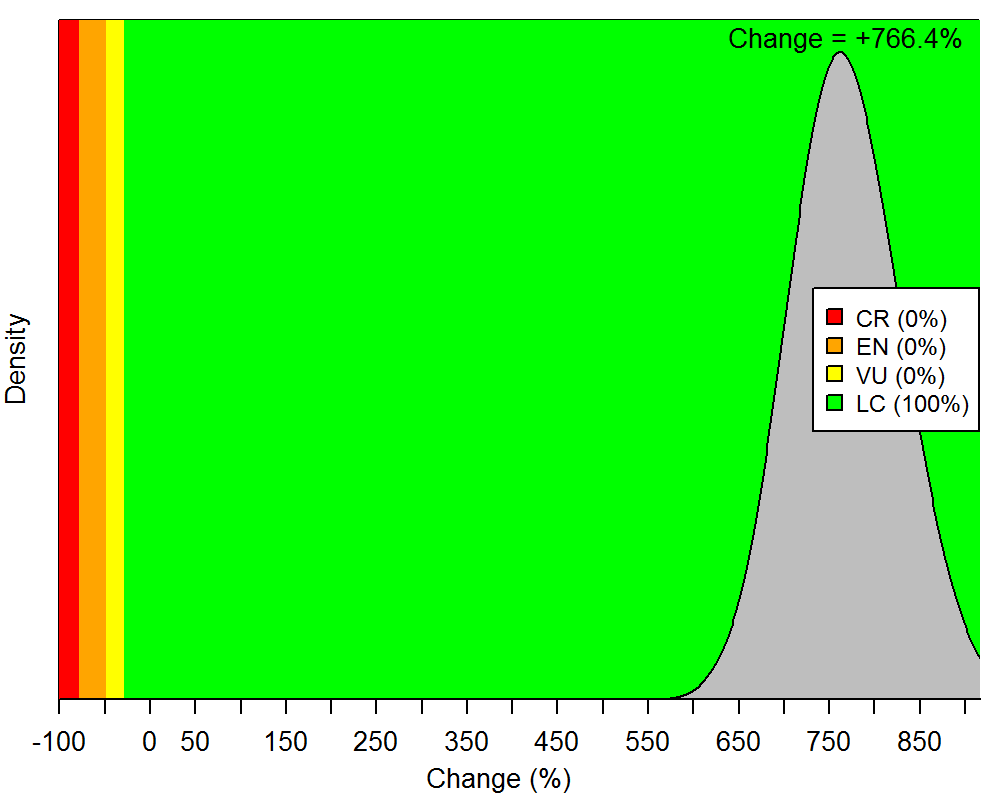 Change = +766.4%
Density
CR (0%)
EN (0%)
VU (0%)
LC (100%)
-100 0 50 150 250 350 450 550 650 750 850
Change (%)